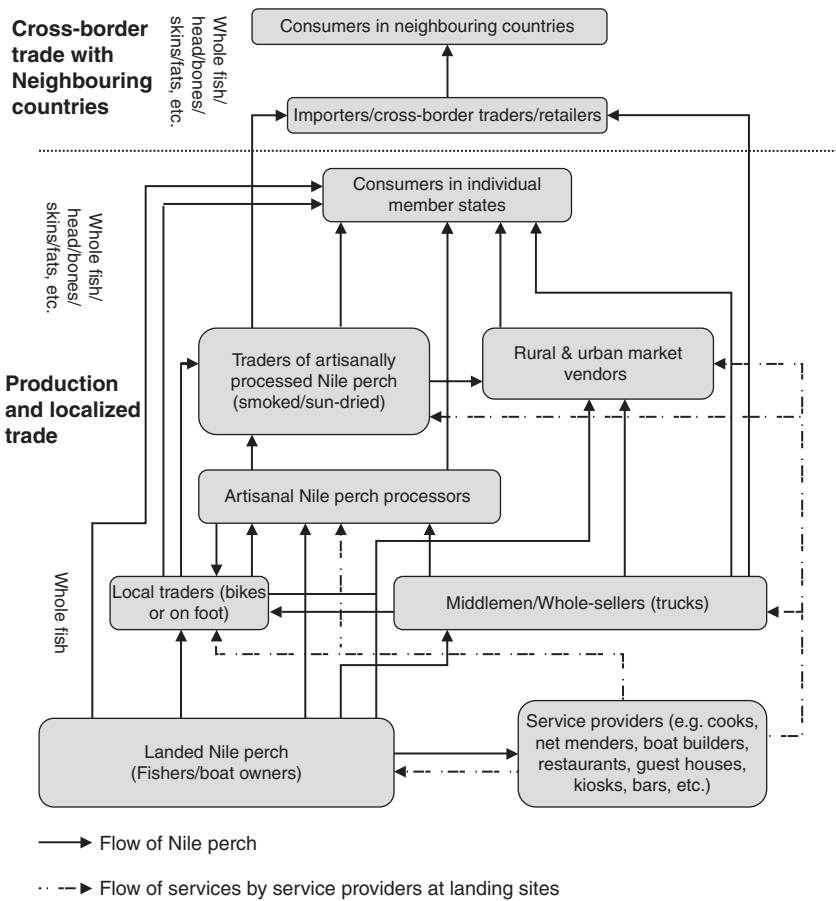 Cross-border
trade with
Neighbouring
countries
Whole fish/
head/bones/
skins/fats, etc.
Consumers in neighbouring countries
Importers/cross-border traders/retailers
Consumers in individual
member states
Whole fish/
head/bones/
skins/fats, etc.
Production
and localized
trade
Traders of artisanally
processed Nile perch
(smoked/sun-dried)
Rural & urban market
vendors
Artisanal Nile perch processors
Whole fish
Local traders (bikes
or on foot)
Middlemen/Whole-sellers (trucks)
Landed Nile perch
(Fishers/boat owners)
Service providers (e.g. cooks,
net menders, boat builders,
restaurants, guest houses,
kiosks, bars, etc.)
Flow of Nile perch
Flow of services by service providers at landing sites